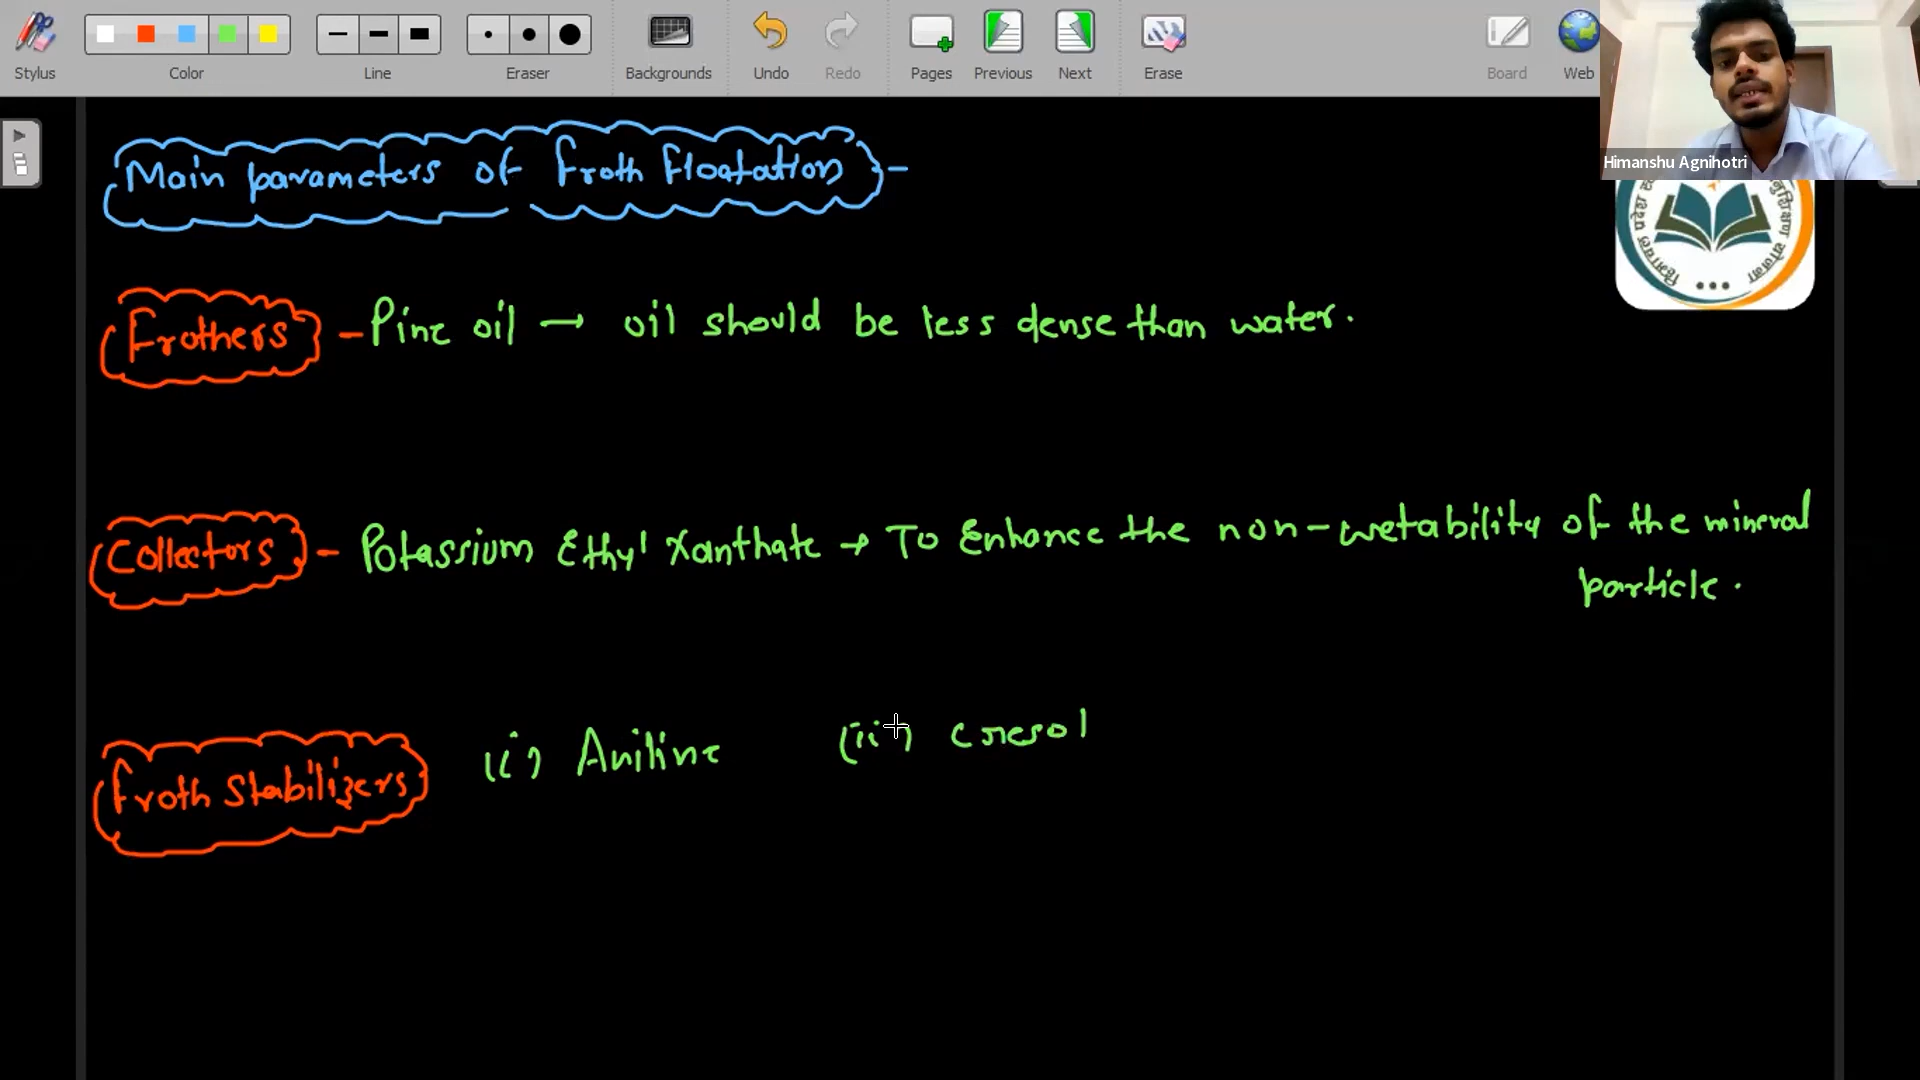 Stylus
Color
Line
Eraser
Backgrounds
Undo
Redo
Pages
Previous
Next
Erase
Board
Web
Himanshu Agnihotri
Main parameters of Froth Floatation -
Frothers - Pine oil → oil should be less dense than water.
Collectors - Potassium Ethyl Xanthate → To Enhance the non-wetability of the mineral
particle.
Froth Stabilizers (i) Aniline (ii) cresol